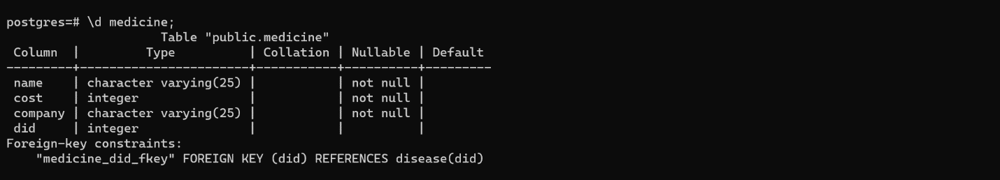 postgres=# \d medicine;
                     Table "public.medicine"
 Column  |         Type          | Collation | Nullable | Default
---------+-----------------------+-----------+----------+---------
 name    | character varying(25) |           | not null |
 cost    | integer               |           | not null |
 company | character varying(25) |           | not null |
 did     | integer               |           |          |
Foreign-key constraints:
    "medicine_did_fkey" FOREIGN KEY (did) REFERENCES disease(did)